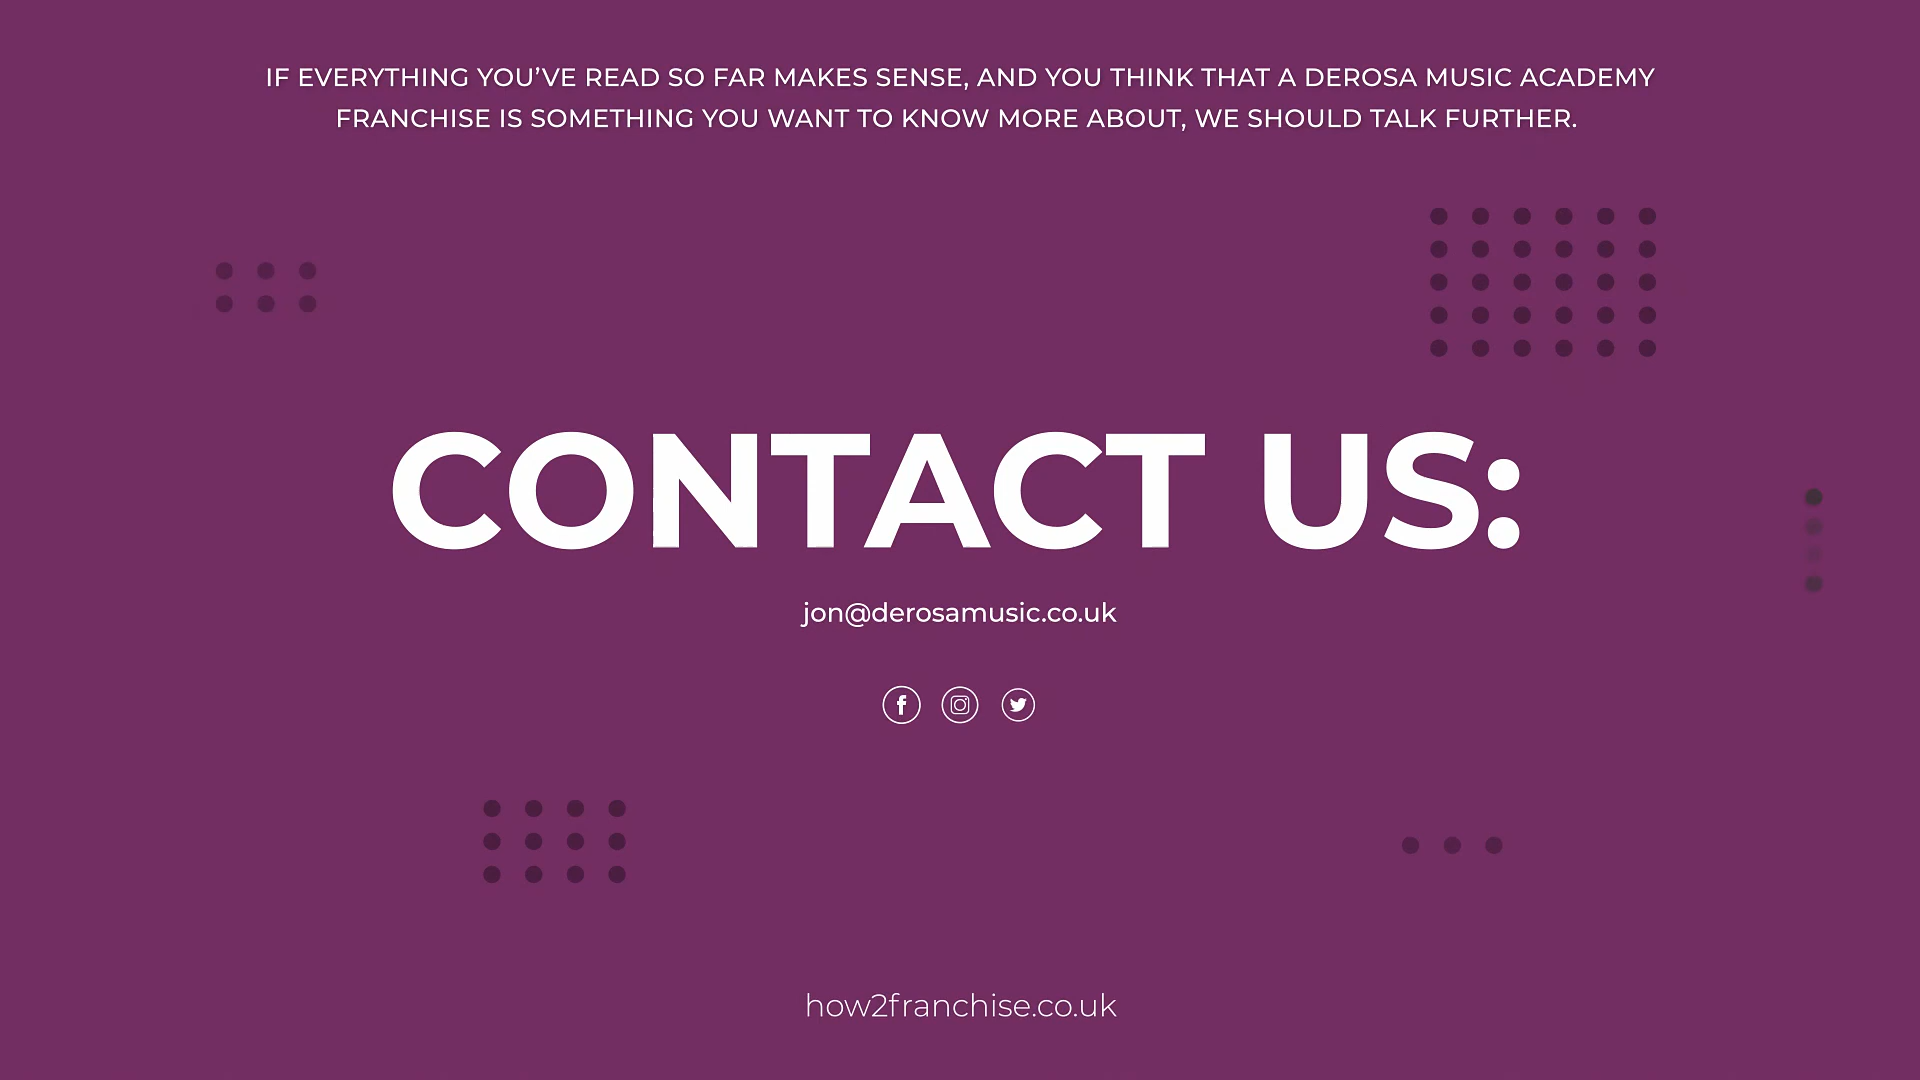 IF EVERYTHING YOU’VE READ SO FAR MAKES SENSE, AND YOU THINK THAT A DEROSA MUSIC ACADEMY
FRANCHISE IS SOMETHING YOU WANT TO KNOW MORE ABOUT, WE SHOULD TALK FURTHER.
CONTACT US:
jon@derosamusic.co.uk
how2franchise.co.uk